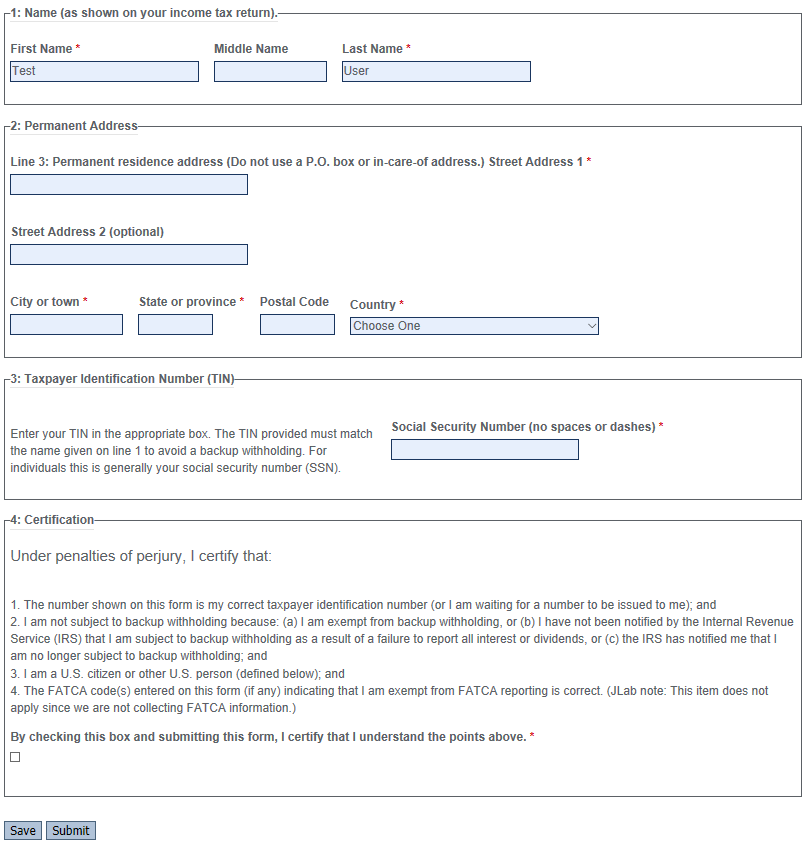 1: Name (as shown on your income tax return).
First Name * Middle Name Last Name *
Test User
2: Permanent Address
Line 3: Permanent residence address (Do not use a P.O. box or in-care-of address.) Street Address 1 *
Street Address 2 (optional)
City or town * State or province * Postal Code Country *
Choose One
3: Taxpayer Identification Number (TIN)
Social Security Number (no spaces or dashes) *
Enter your TIN in the appropriate box. The TIN provided must match
the name given on line 1 to avoid a backup withholding. For
individuals this is generally your social security number (SSN).
4: Certification
Under penalties of perjury, I certify that:
1. The number shown on this form is my correct taxpayer identification number (or I am waiting for a number to be issued to me); and
2. I am not subject to backup withholding because: (a) I am exempt from backup withholding, or (b) I have not been notified by the Internal Revenue
Service (IRS) that I am subject to backup withholding as a result of a failure to report all interest or dividends, or (c) the IRS has notified me that I
am no longer subject to backup withholding; and
3. I am a U.S. citizen or other U.S. person (defined below); and
4. The FATCA code(s) entered on this form (if any) indicating that I am exempt from FATCA reporting is correct. (JLab note: This item does not
apply since we are not collecting FATCA information.)
By checking this box and submitting this form, I certify that I understand the points above. *
Save Submit